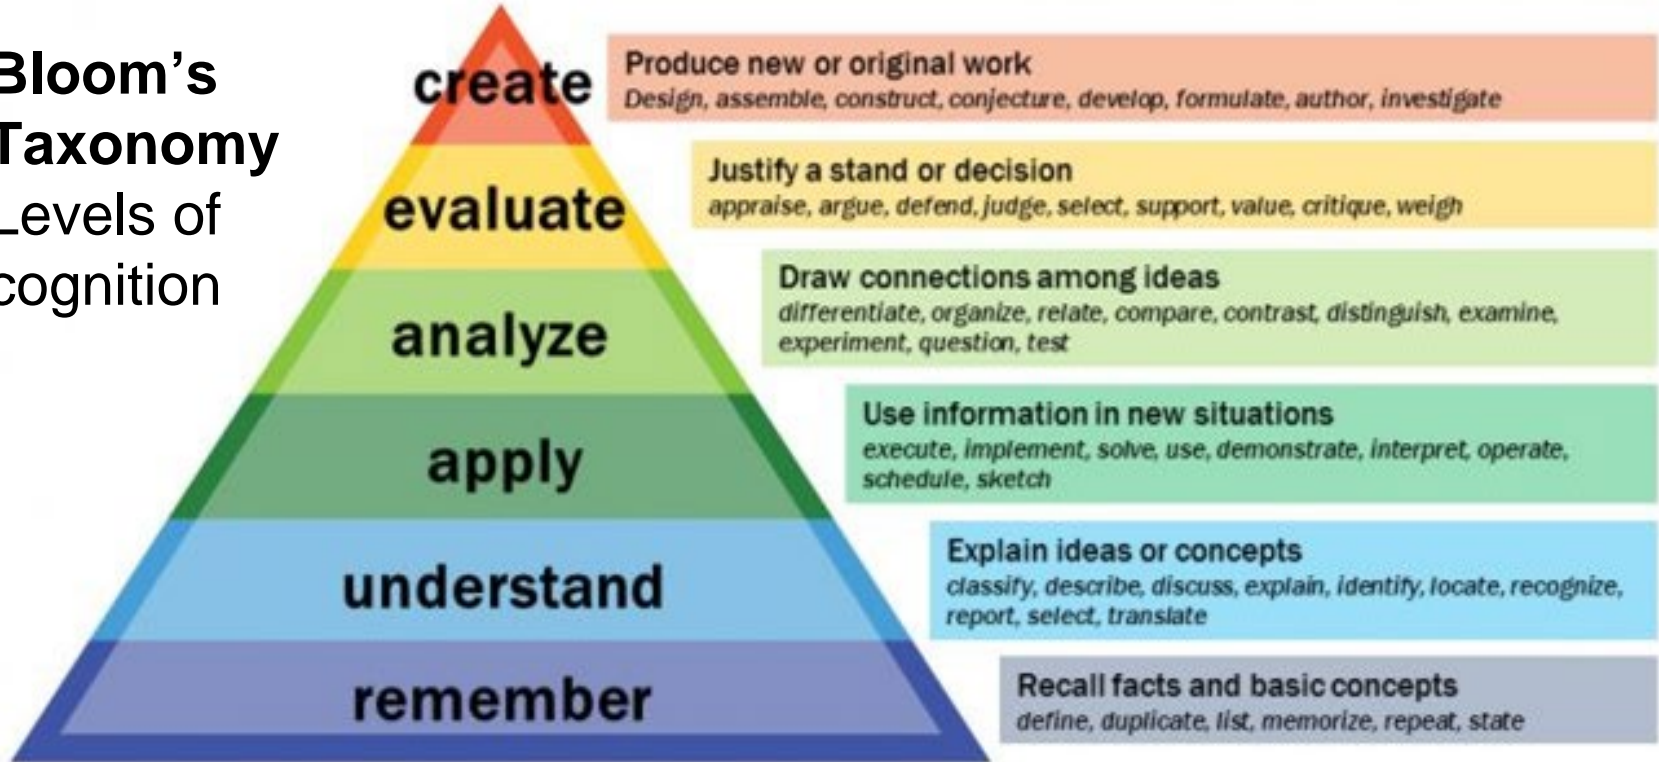 Bloom's
Taxonomy
Levels of
cognition
create
Produce new or original work
Design, assemble, construct, conjecture, develop, formulate, author, investigate
evaluate
Justify a stand or decision
appraise, argue, defend, judge, select, support, value, critique, weigh
analyze
Draw connections among ideas
differentiate, organize, relate, compare, contrast, distinguish, examine,
experiment, question, test
apply
Use information in new situations
execute, implement, solve, use, demonstrate, interpret, operate,
schedule, sketch
understand
Explain ideas or concepts
classify, describe, discuss, explain, identify, locate, recognize,
report, select, translate
remember
Recall facts and basic concepts
define, duplicate, list, memorize, repeat, state